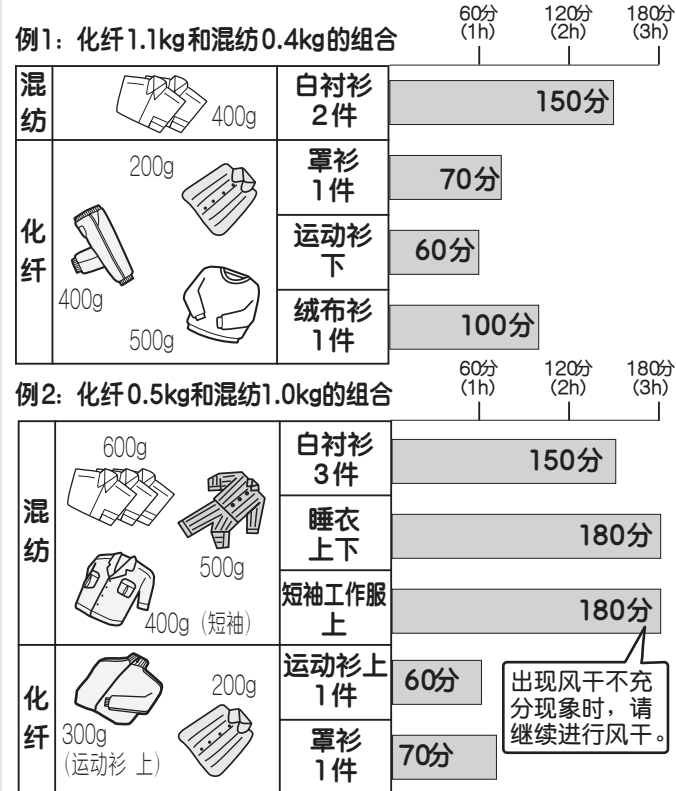 例1：化纤1.1kg和混纺0.4kg的组合
60分 120分 180分
(1h) (2h) (3h)
混纺
400g
白衬衫
2件
150分
化纤
200g
罩衫
1件
70分
400g
运动衫
下
60分
500g
绒布衫
1件
100分
例2：化纤0.5kg和混纺1.0kg的组合
60分 120分 180分
(1h) (2h) (3h)
混纺
600g
白衬衫
3件
150分
500g
睡衣
上下
180分
400g（短袖）
短袖工作服
上
180分
化纤
300g
（运动衫 上）
运动衫上
1件
60分
200g
罩衫
1件
70分
出现风干不充
分现象时，请
继续进行风干。